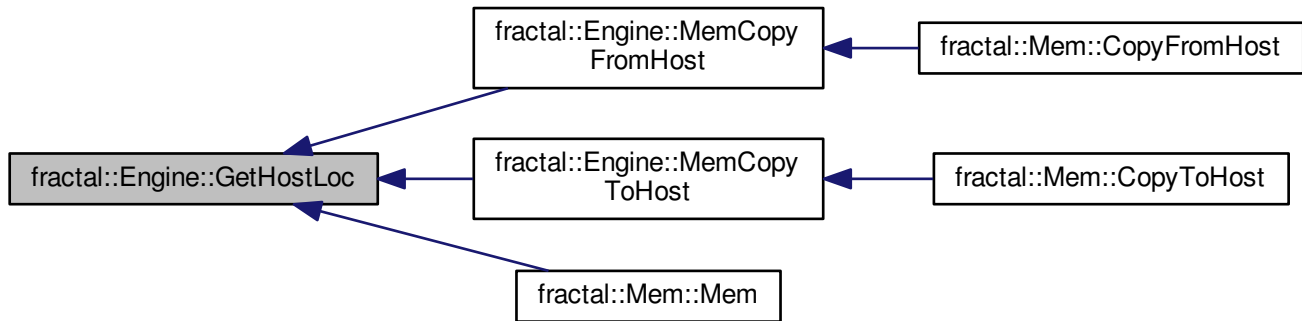 fractal::Engine::MemCopy
FromHost
fractal::Mem::CopyFromHost
fractal::Engine::GetHostLoc
fractal::Engine::MemCopy
ToHost
fractal::Mem::CopyToHost
fractal::Mem::Mem